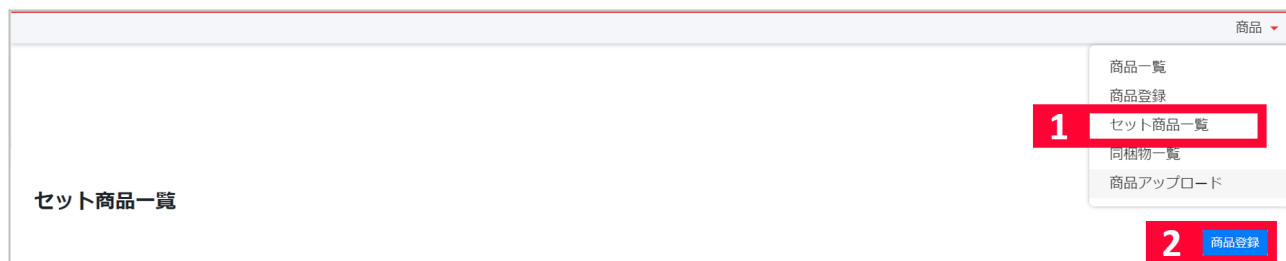 商品
商品一覧
商品登録
1 セット商品一覧
同梱物一覧
商品アップロード
セット商品一覧
2 商品登録